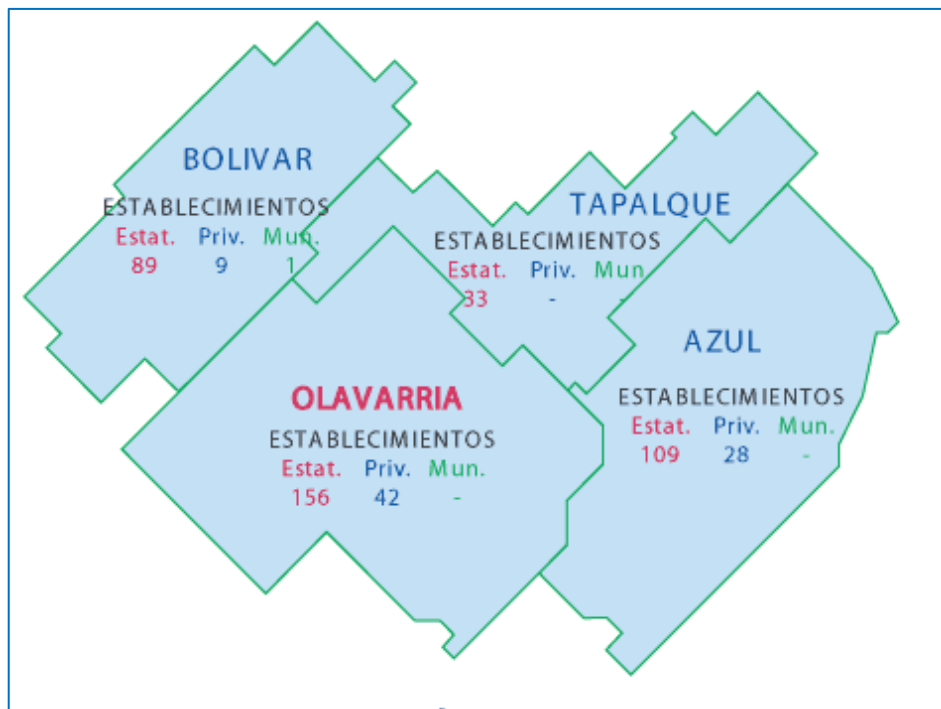 BOLIVAR
ESTABLECIMIENTOS
Estat. Priv. Mun.
89 9 1
TAPALQUE
ESTABLECIMIENTOS
Estat. Priv. Mun
33 - -
AZUL
ESTABLECIMIENTOS
Estat. Priv. Mun.
109 28 -
OLAVARRIA
ESTABLECIMIENTOS
Estat. Priv. Mun.
156 42 -